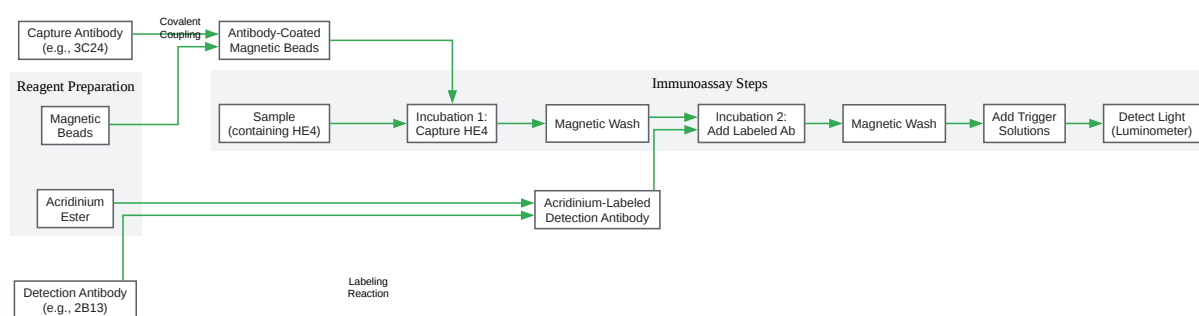 Covalent
Coupling
Capture Antibody
(e.g., 3C24)
Antibody-Coated
Magnetic Beads
Reagent Preparation
Immunoassay Steps
Magnetic
Beads
Sample
(containing HE4)
Incubation 1:
Capture HE4
Magnetic Wash
Incubation 2:
Add Labeled Ab
Magnetic Wash
Add Trigger
Solutions
Detect Light
(Luminometer)
Acridinium
Ester
Acridinium-Labeled
Detection Antibody
Labeling
Reaction
Detection Antibody
(e.g., 2B13)